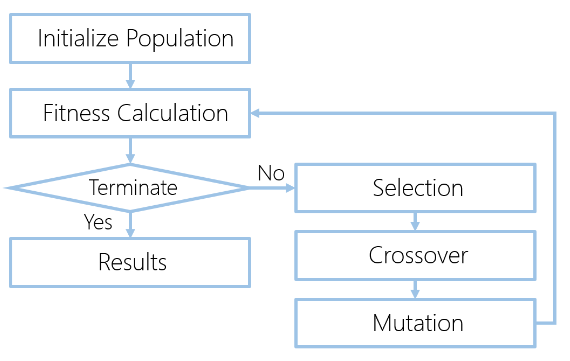 Initialize Population
Fitness Calculation
Terminate
No
Yes
Results
Selection
Crossover
Mutation